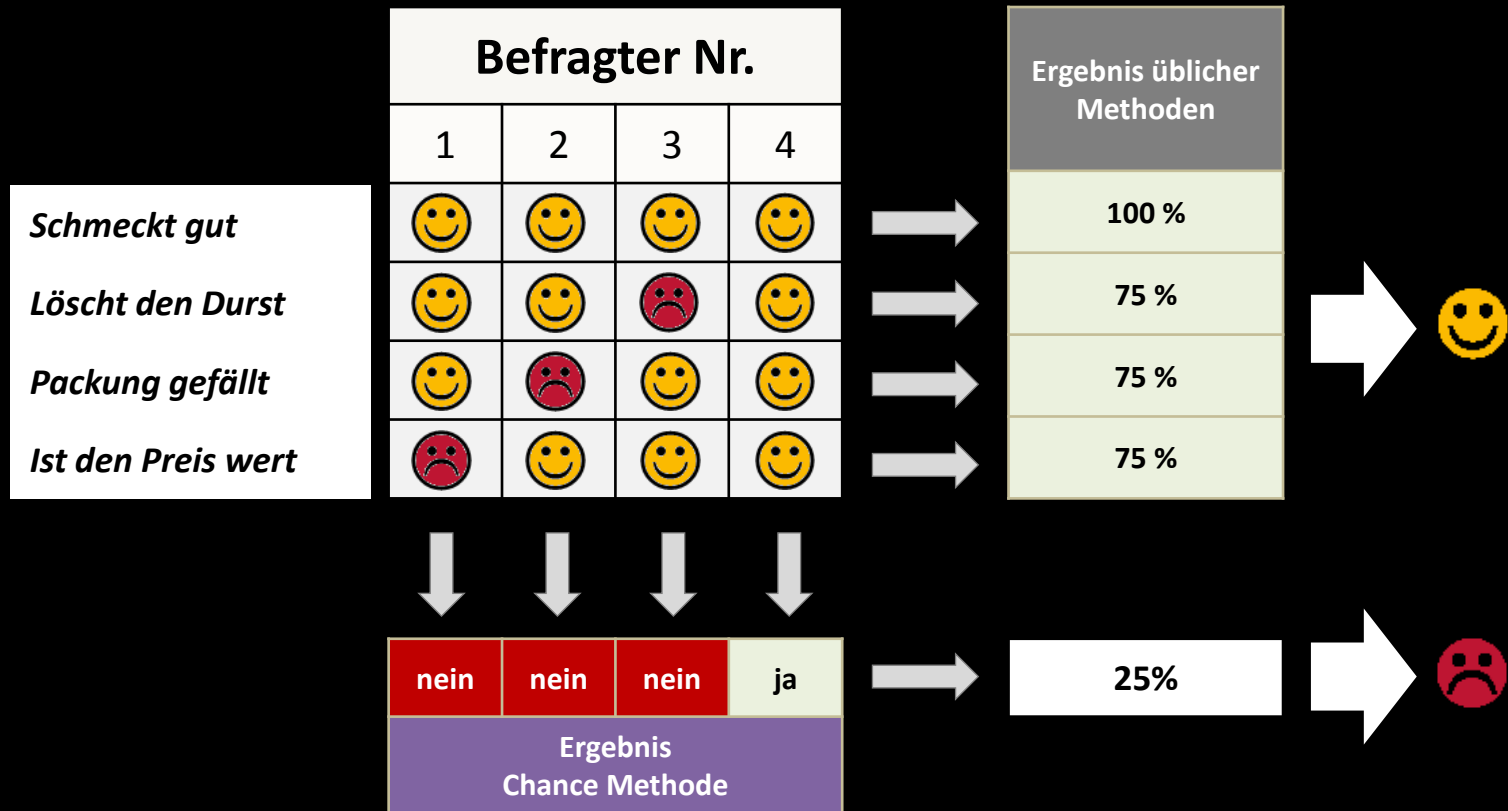 Befragter Nr.
Ergebnis üblicher
Methoden
1 2 3 4
Schmeckt gut
100 %
Löscht den Durst
75 %
Packung gefällt
75 %
Ist den Preis wert
75 %
nein nein nein ja
25%
Ergebnis
Chance Methode